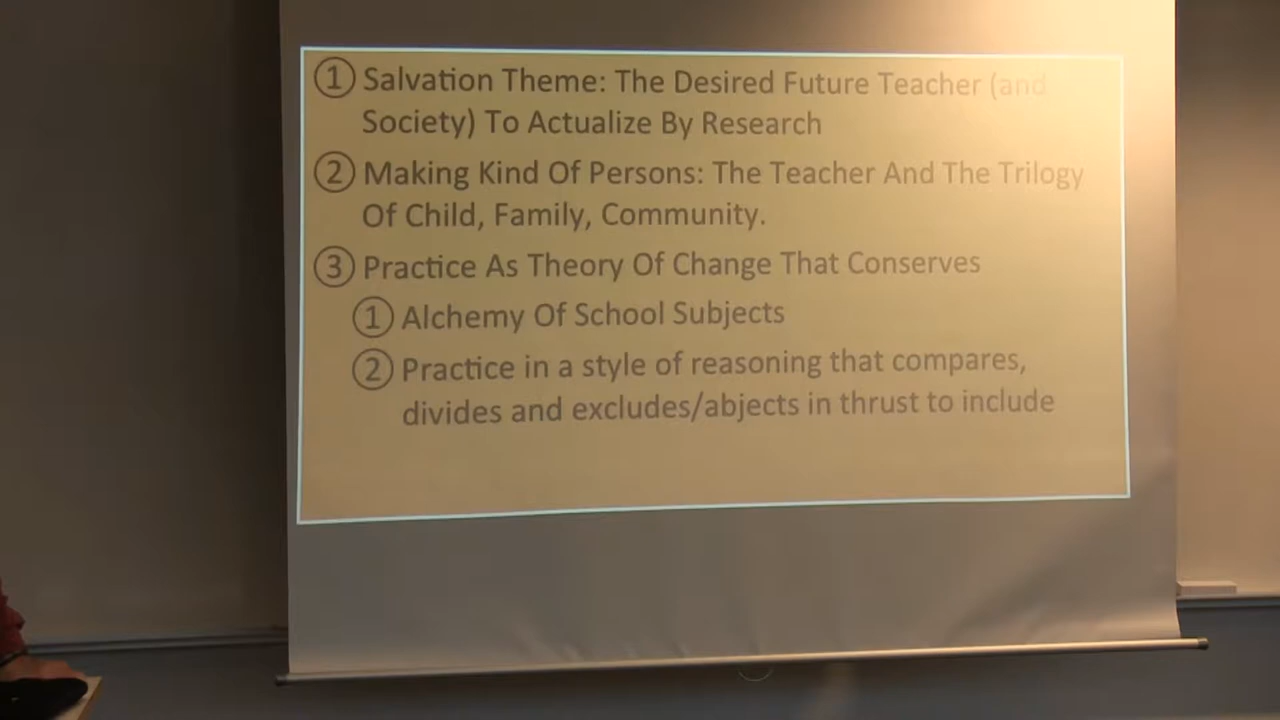 ① Salvation Theme: The Desired Future Teacher (and
Society) To Actualize By Research
② Making Kind Of Persons: The Teacher And The Trilogy
Of Child, Family, Community.
③ Practice As Theory Of Change That Conserves
① Alchemy Of School Subjects
② Practice in a style of reasoning that compares,
divides and excludes/abjects in thrust to include